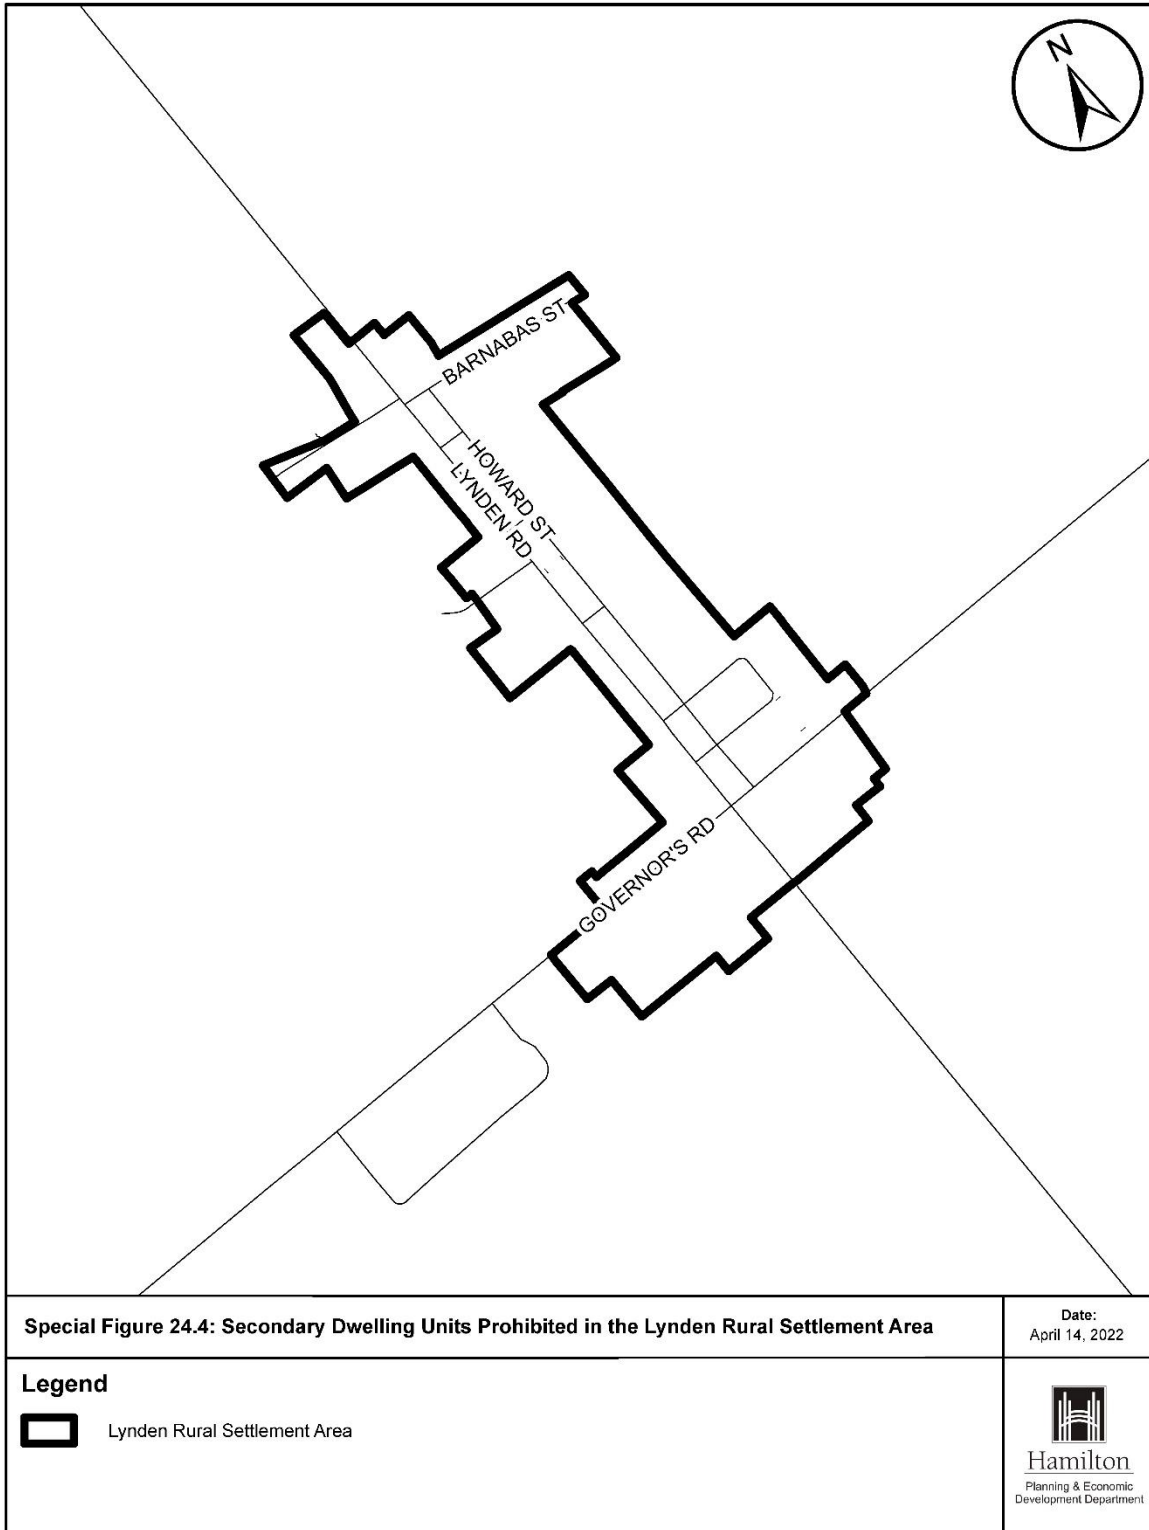 N
BARNABAS ST
HOWARD ST
LYNDEN RD
GOVERNOR'S RD
Special Figure 24.4: Secondary Dwelling Units Prohibited in the Lynden Rural Settlement Area
Date:
April 14, 2022
Legend
Lynden Rural Settlement Area
Hamilton
Planning & Economic
Development Department